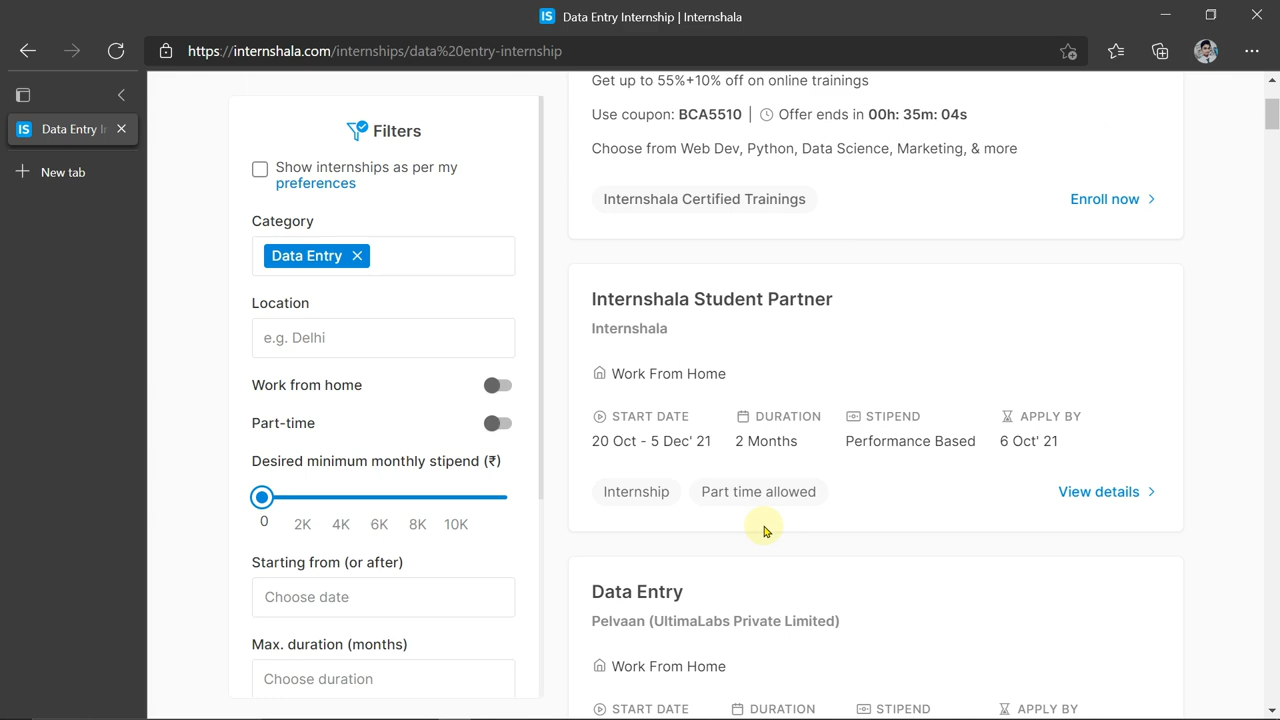 Data Entry Internship | Internshala
https://internshala.com/internships/data%20entry-internship
IS Data Entry I
New tab
Filters
Show internships as per my
preferences
Category
Data Entry
Location
e.g. Delhi
Work from home
Part-time
Desired minimum monthly stipend (₹)
0 2K 4K 6K 8K 10K
Starting from (or after)
Choose date
Max. duration (months)
Choose duration
Get up to 55%+10% off on online trainings
Use coupon: BCA5510 | Offer ends in 00h: 35m: 04s
Choose from Web Dev, Python, Data Science, Marketing, & more
Internshala Certified Trainings Enroll now >
Internshala Student Partner
Internshala
Work From Home
START DATE DURATION STIPEND APPLY BY
20 Oct - 5 Dec' 21 2 Months Performance Based 6 Oct' 21
Internship Part time allowed View details >
Data Entry
Pelvaan (UltimaLabs Private Limited)
Work From Home
START DATE DURATION STIPEND APPLY BY